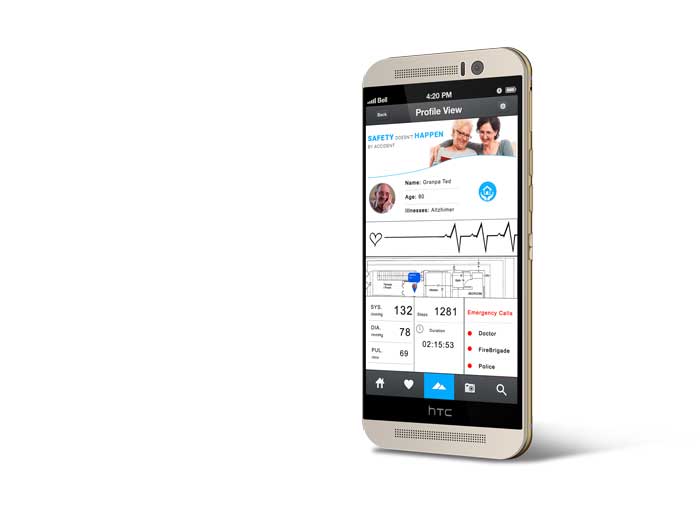 Bell
4:20 PM
Back
Profile View
SAFETY DOESN'T HAPPEN
BY ACCIDENT
Name: Granpa Ted
Age: 60
Illnesses: Altzhimer
SYS.
mmHg
132
DIA.
mmHg
78
PUL.
/min
69
Steps
1281
Duration
02:15:53
Emergency Calls
Doctor
FireBrigade
Police
hTC